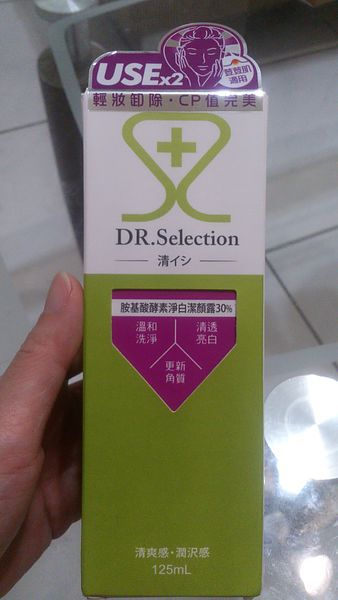 USEx2
荳荳肌
適用
輕妝卸除・CP值完美
DR.Selection
清イシ
胺基酸酵素淨白潔顏露30%
溫和
洗淨
清透
亮白
更新
角質
清爽感・潤沢感
125mL